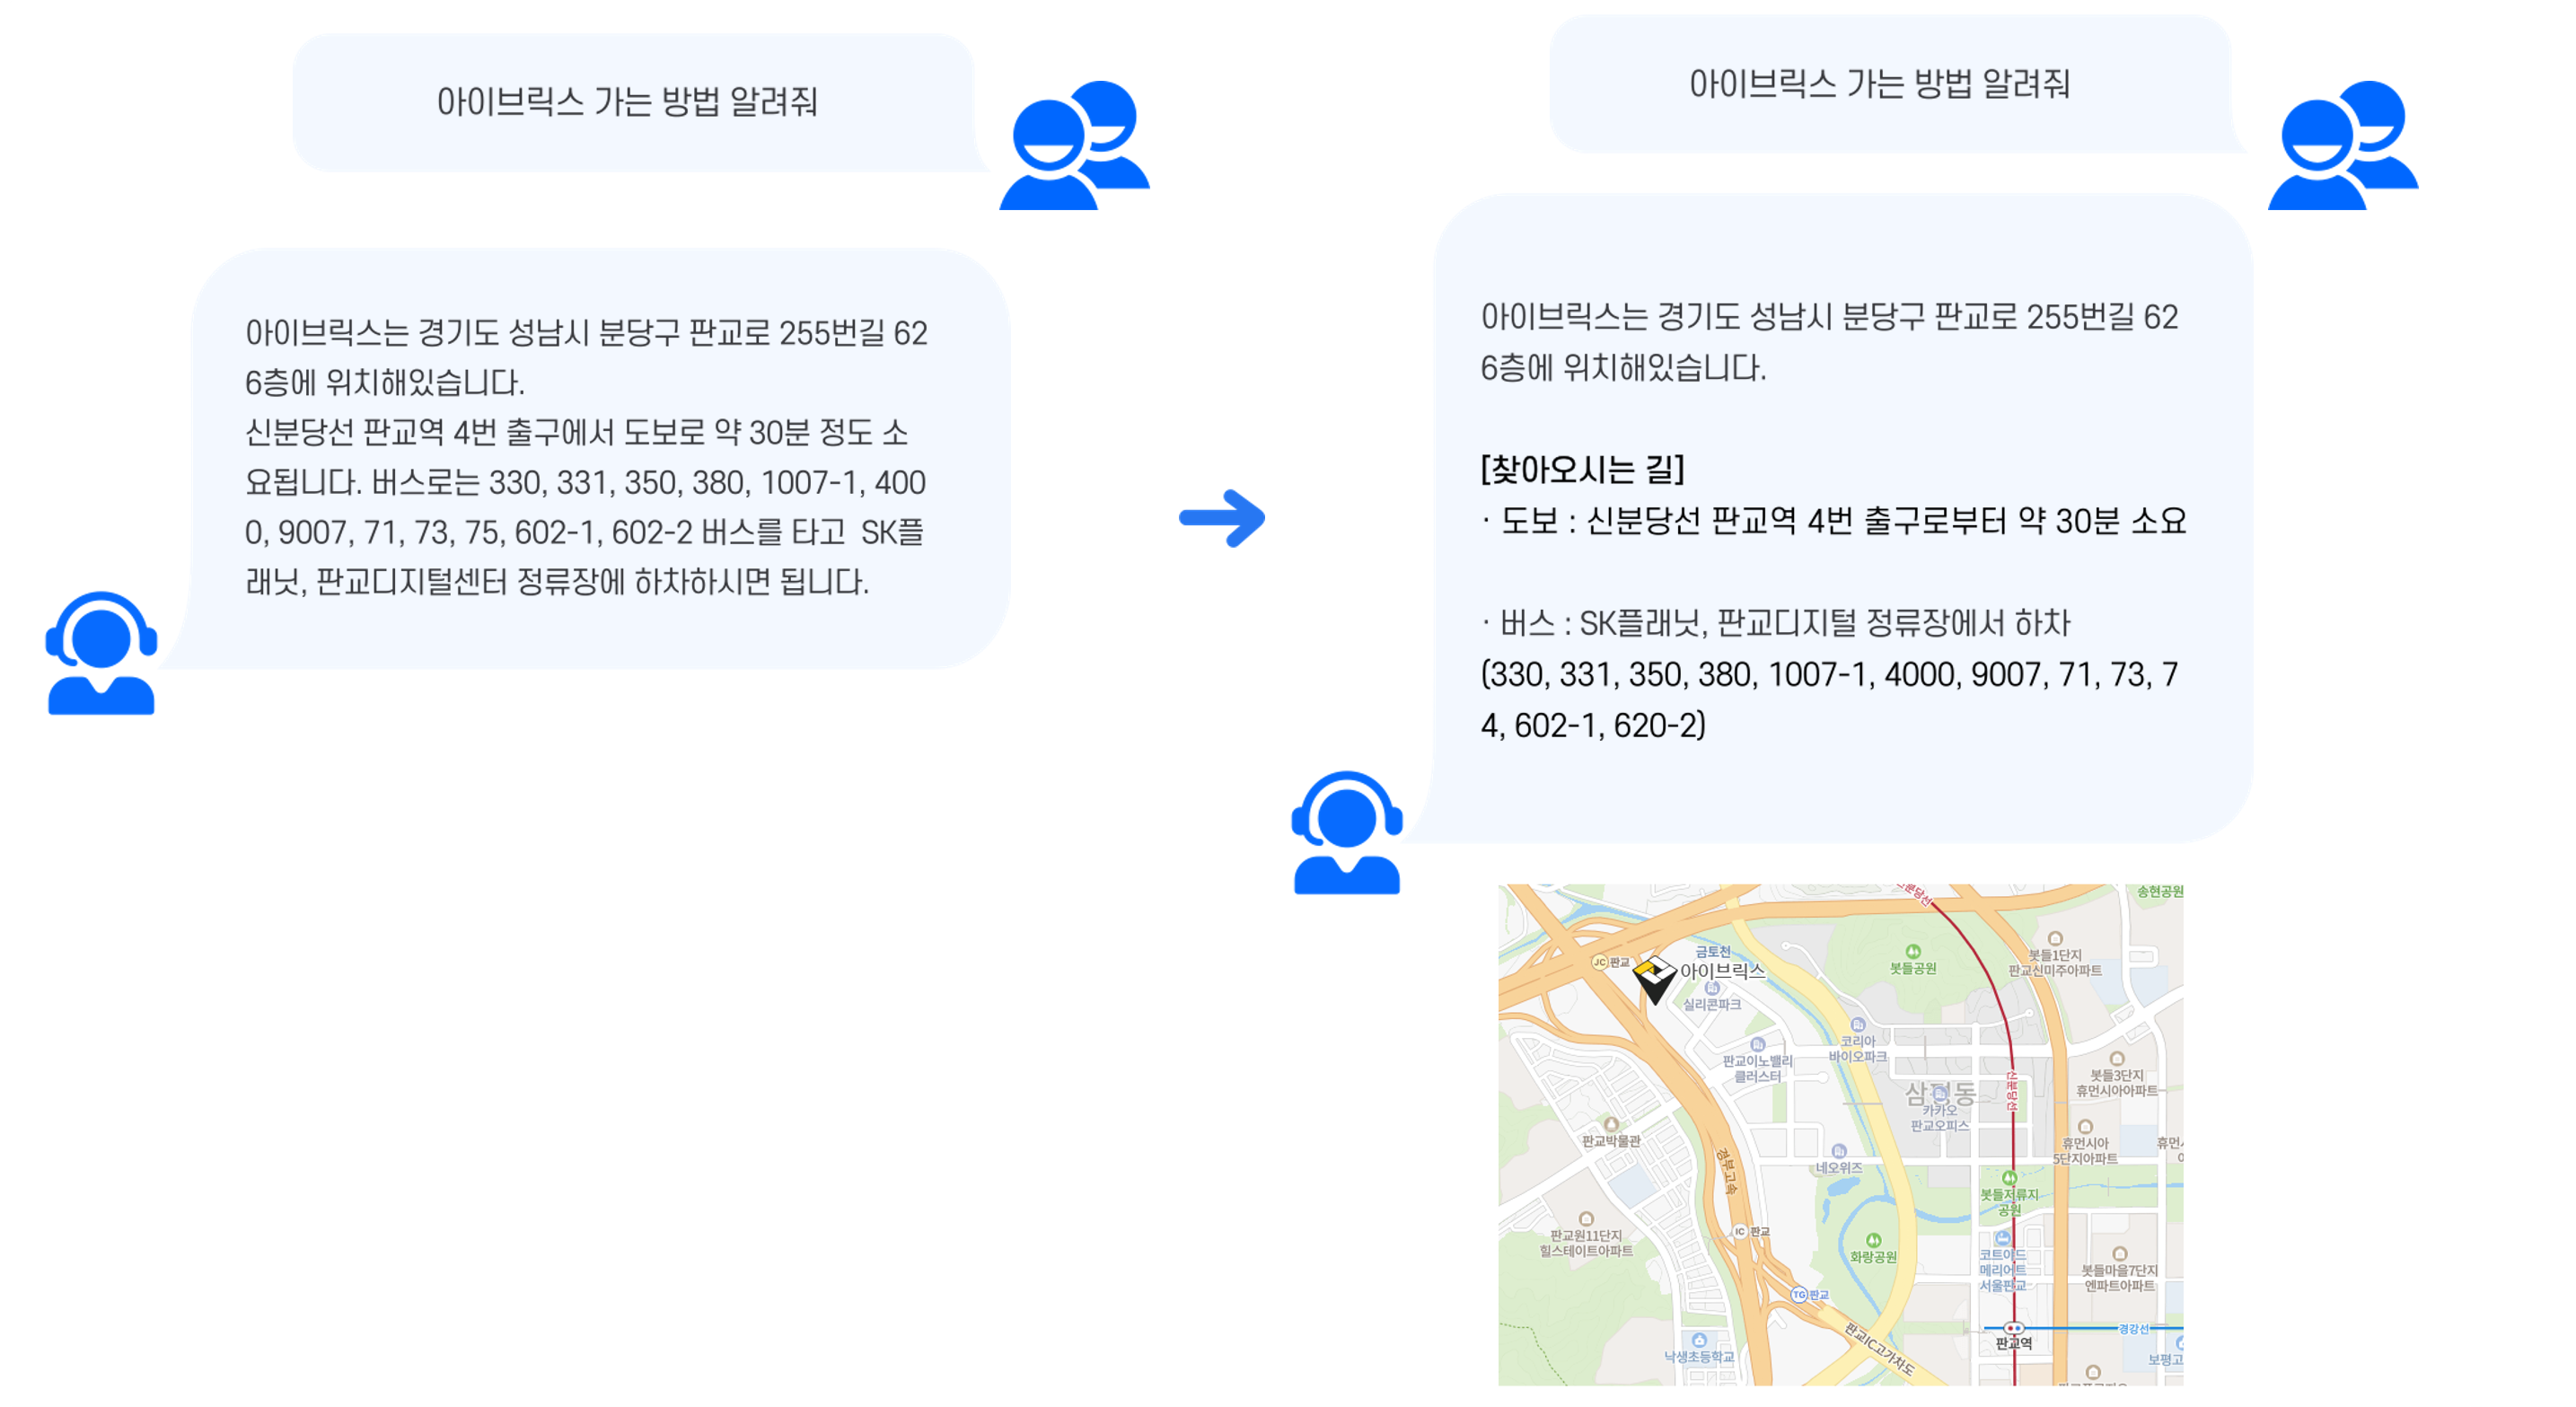 아이브릭스 가는 방법 알려줘
아이브릭스는 경기도 성남시 분당구 판교로 255번길 62
6층에 위치해있습니다.
신분당선 판교역 4번 출구에서 도보로 약 30분 정도 소
요됩니다. 버스로는 330, 331, 350, 380, 1007-1, 400
0, 9007, 71, 73, 75, 602-1, 602-2 버스를 타고 SK플
래닛, 판교디지털센터 정류장에 하차하시면 됩니다.
아이브릭스 가는 방법 알려줘
아이브릭스는 경기도 성남시 분당구 판교로 255번길 62
6층에 위치해있습니다.
[찾아오시는 길]
· 도보 : 신분당선 판교역 4번 출구로부터 약 30분 소요
· 버스 : SK플래닛, 판교디지털 정류장에서 하차
(330, 331, 350, 380, 1007-1, 4000, 9007, 71, 73, 7
4, 602-1, 620-2)
신분당선
송현공원
금토천
JC 판교
아이브릭스
실리콘파크
봇들공원
봇들1단지
판교신미주아파트
코리아
바이오파크
판교이노밸리
클러스터
봇들3단지
휴먼시아아파트
신분당선
삼평동
카카오
판교오피스
판교박물관
경부고속
네오위즈
휴먼시아
5단지아파트
봇들저류지
공원
판교원11단지
힐스테이트아파트
IC 판교
화랑공원
코트야드
메리어트
서울판교
봇들마을7단지
엔파트아파트
TG 판교
판교IC고가차도
낙생초등학교
판교역
경강선
보평고